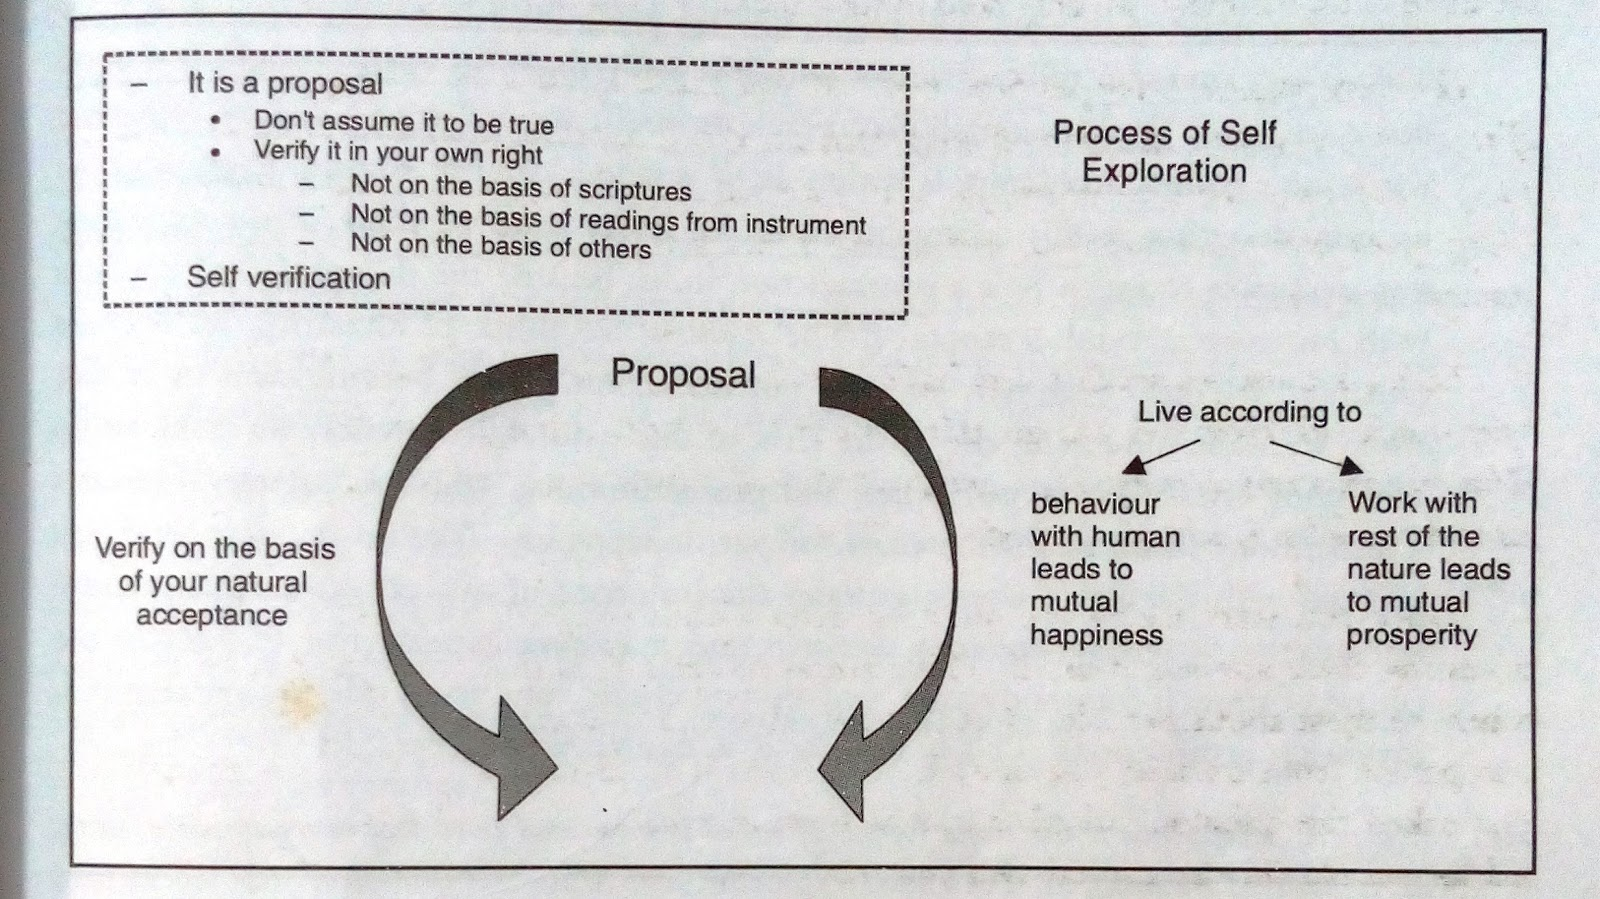 – It is a proposal
• Don't assume it to be true
• Verify it in your own right
– Not on the basis of scriptures
– Not on the basis of readings from instrument
– Not on the basis of others
– Self verification
Process of Self
Exploration
Proposal
Verify on the basis
of your natural
acceptance
Live according to
behaviour
with human
leads to
mutual
happiness
Work with
rest of the
nature leads
to mutual
prosperity